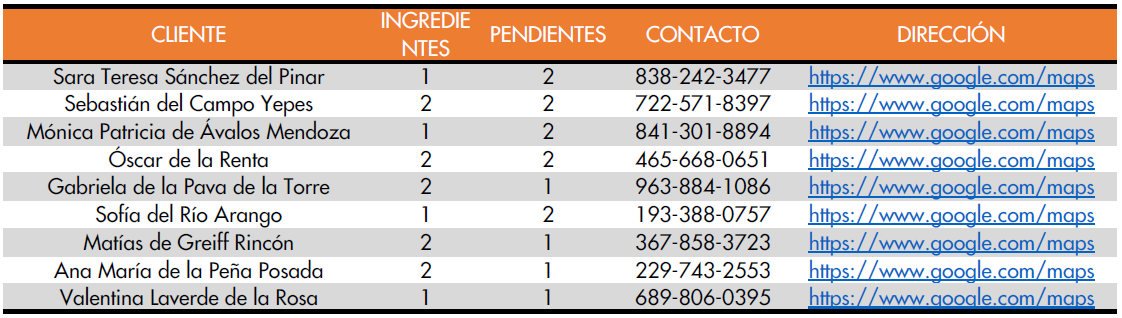 CLIENTE INGREDIE
NTES PENDIENTES CONTACTO DIRECCIÓN
Sara Teresa Sánchez del Pinar 1 2 838-242-3477 https://www.google.com/maps
Sebastián del Campo Yepes 2 2 722-571-8397 https://www.google.com/maps
Mónica Patricia de Ávalos Mendoza 1 2 841-301-8894 https://www.google.com/maps
Óscar de la Renta 2 2 465-668-0651 https://www.google.com/maps
Gabriela de la Pava de la Torre 2 1 963-884-1086 https://www.google.com/maps
Sofía del Río Arango 1 2 193-388-0757 https://www.google.com/maps
Matías de Greiff Rincón 2 1 367-858-3723 https://www.google.com/maps
Ana María de la Peña Posada 2 1 229-743-2553 https://www.google.com/maps
Valentina Laverde de la Rosa 1 1 689-806-0395 https://www.google.com/maps